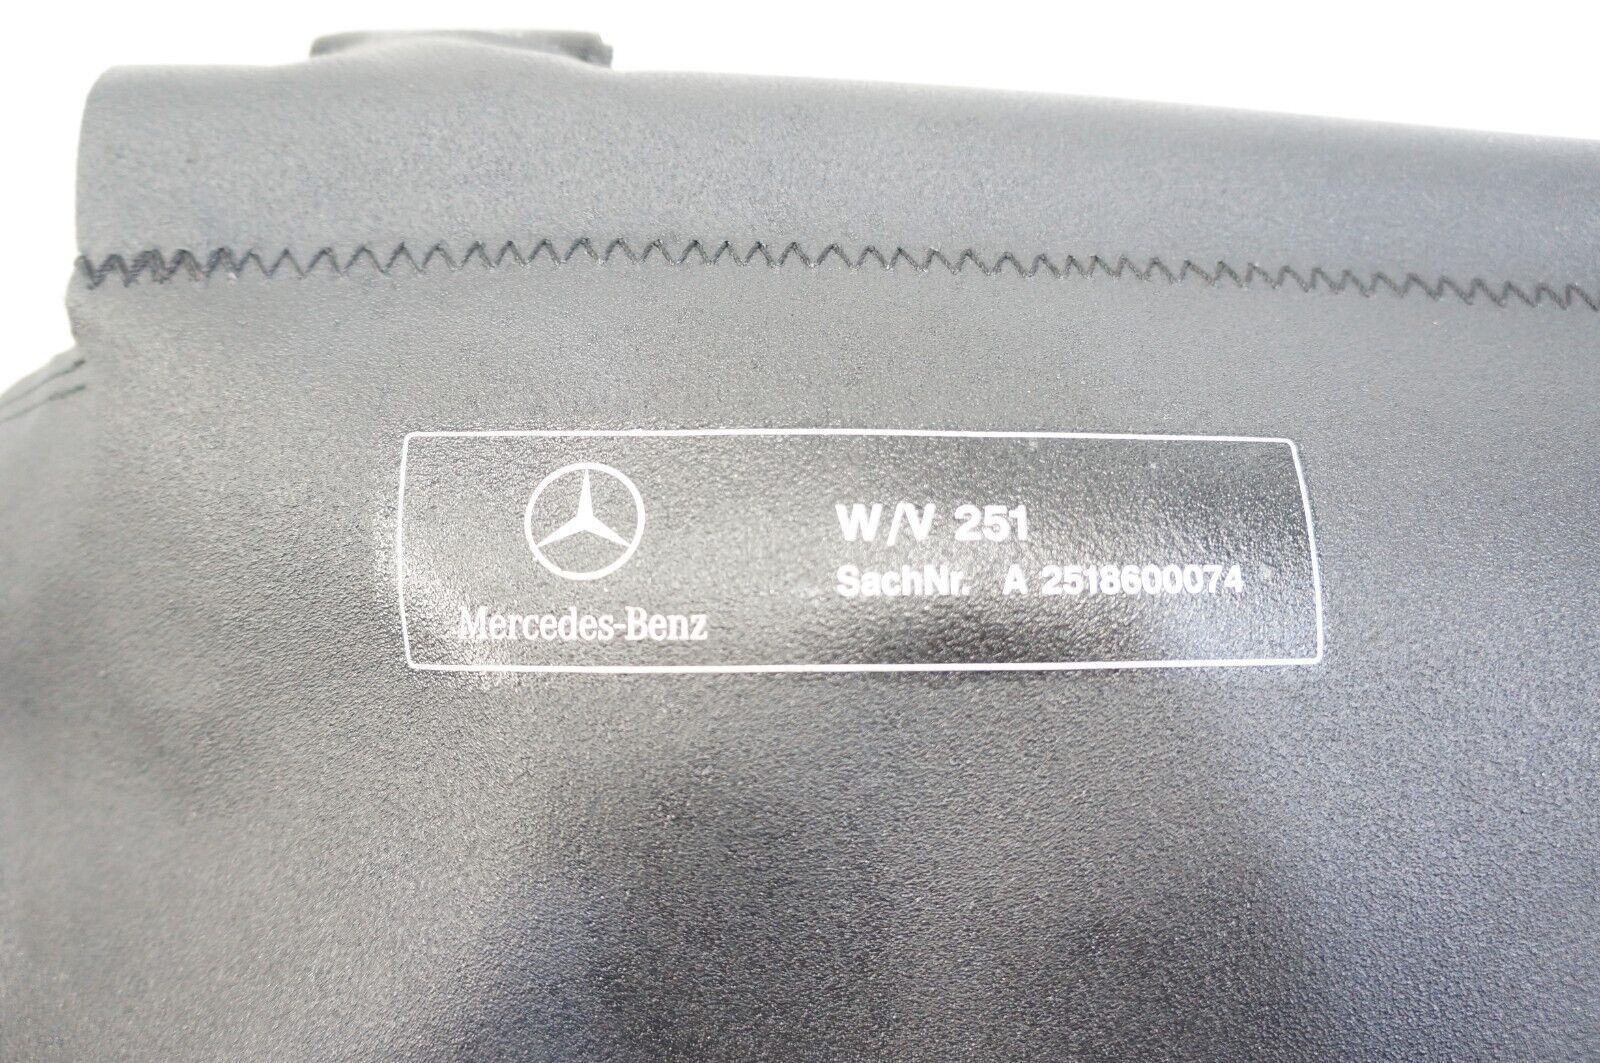 W/V 251
SachNr. A 2518600074
Mercedes-Benz